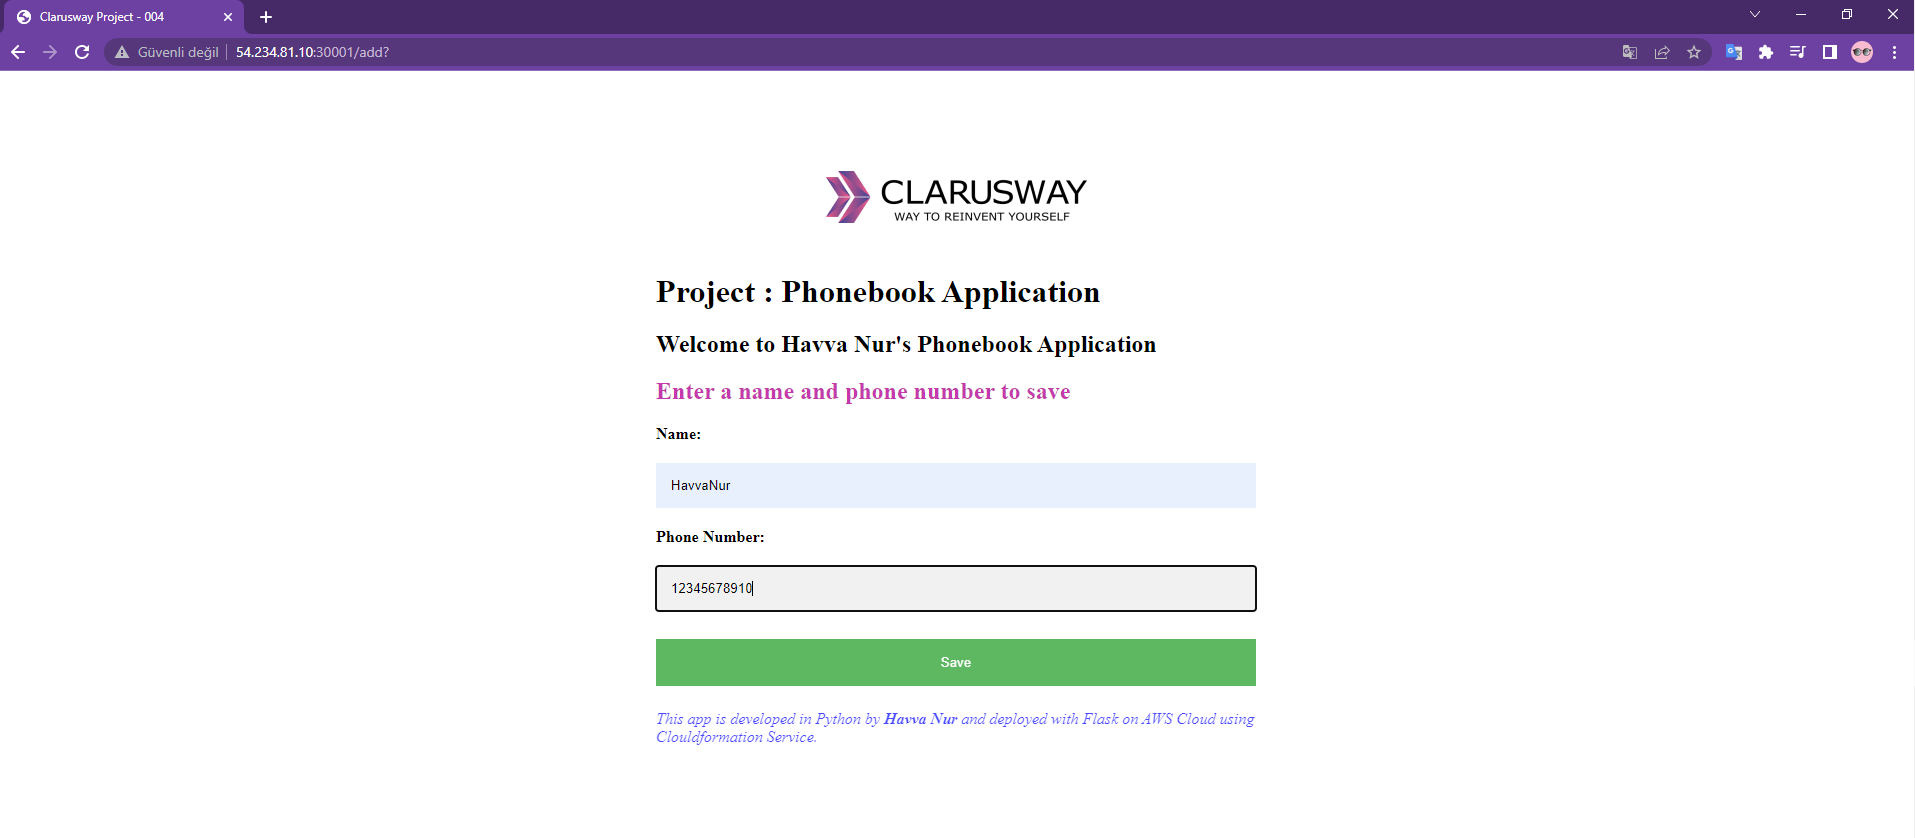 Clarusway Project - 004
Güvenli değil 54.234.81.10:30001/add?
CLARUSWAY
WAY TO REINVENT YOURSELF
Project : Phonebook Application
Welcome to Havva Nur's Phonebook Application
Enter a name and phone number to save
Name:
HavvaNur
Phone Number:
12345678910
Save
This app is developed in Python by Havva Nur and deployed with Flask on AWS Cloud using
Clouldformation Service.